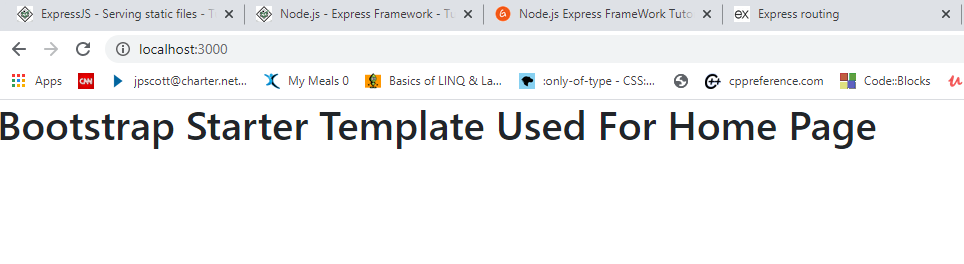 ExpressJS - Serving static files - T
Node.js - Express Framework - Tu
Node.js Express FrameWork Tuto
ex Express routing
localhost:3000
Apps
CNN
jpscott@charter.net...
My Meals 0
Basics of LINQ & La...
:only-of-type - CSS:...
cppreference.com
Code::Blocks
Bootstrap Starter Template Used For Home Page